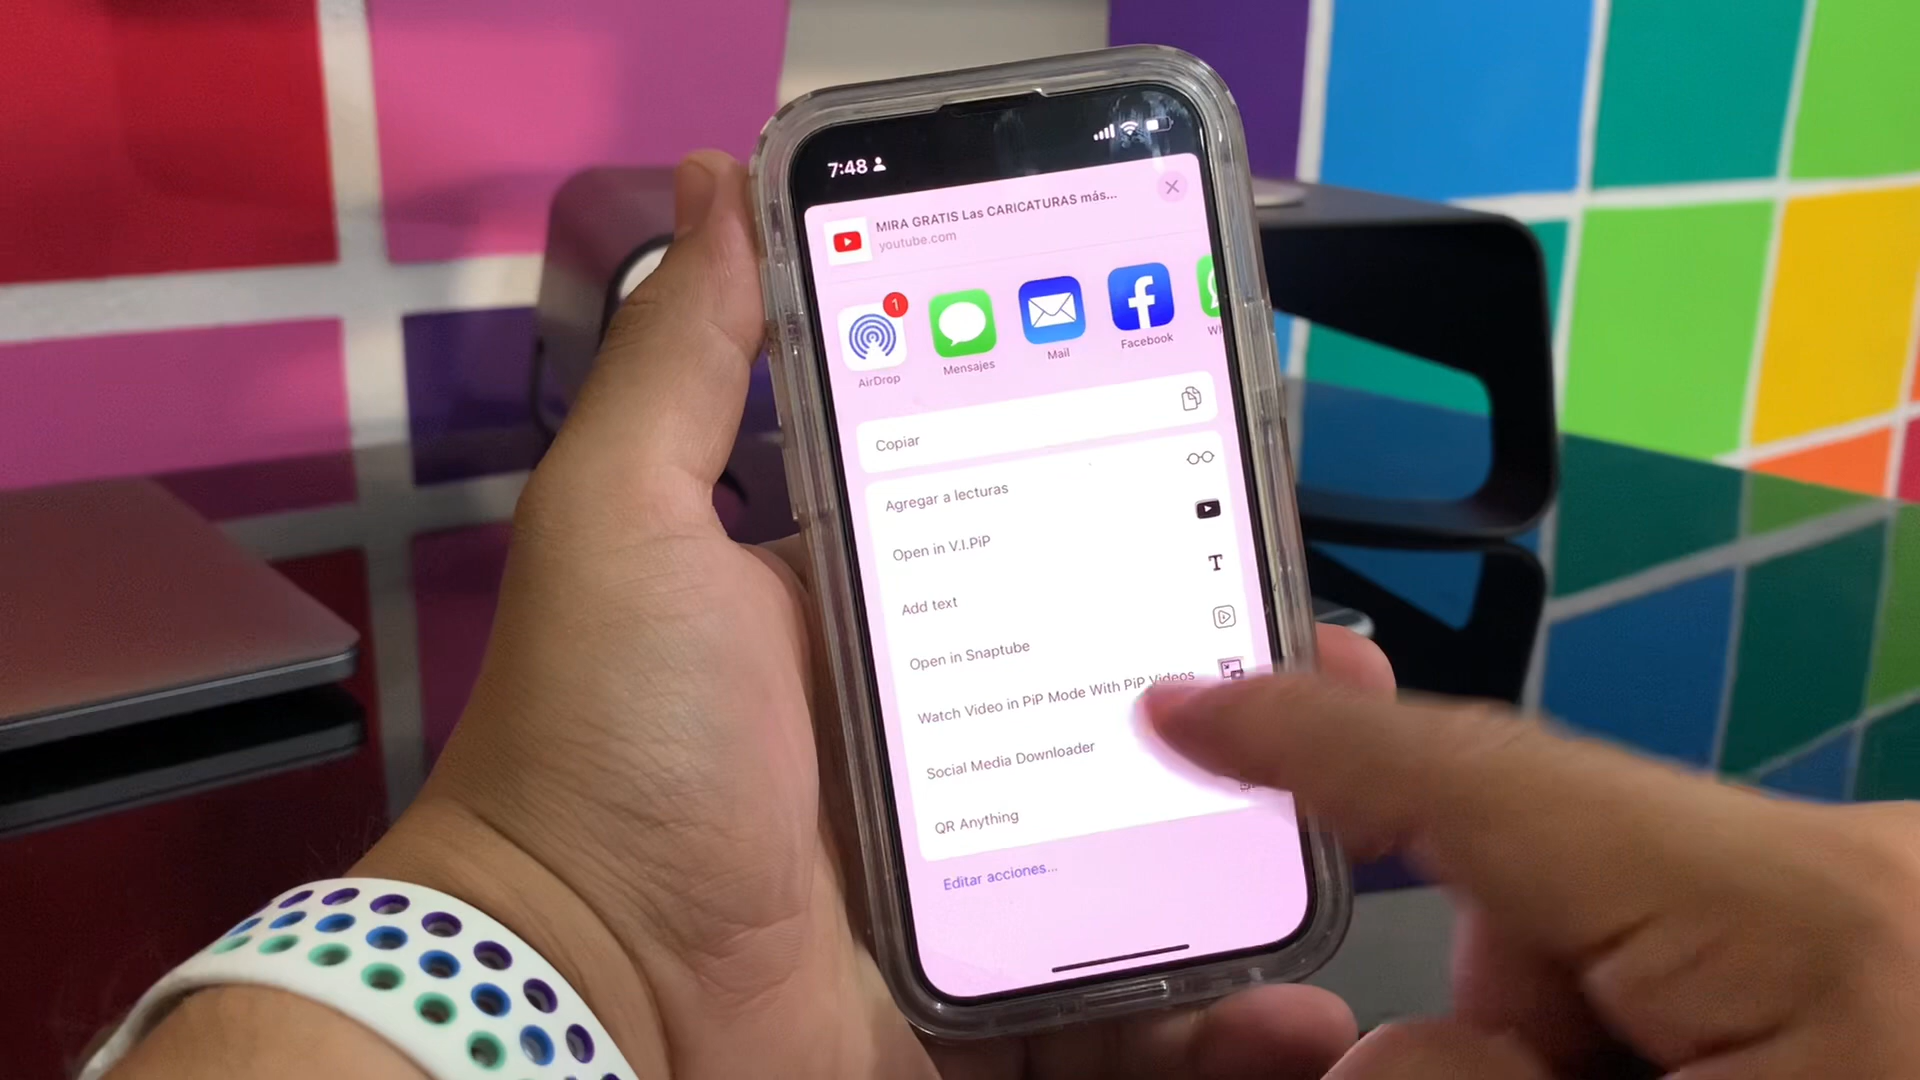 7:48
MIRA GRATIS Las CARICATURAS más...
youtube.com
1
AirDrop
Mensajes
Mail
Facebook
Copiar
Agregar a lecturas
Open in V.I.PiP
Add text
Open in Snaptube
Watch Video in PiP Mode With PiP Videos
Social Media Downloader
QR Anything
Editar acciones...